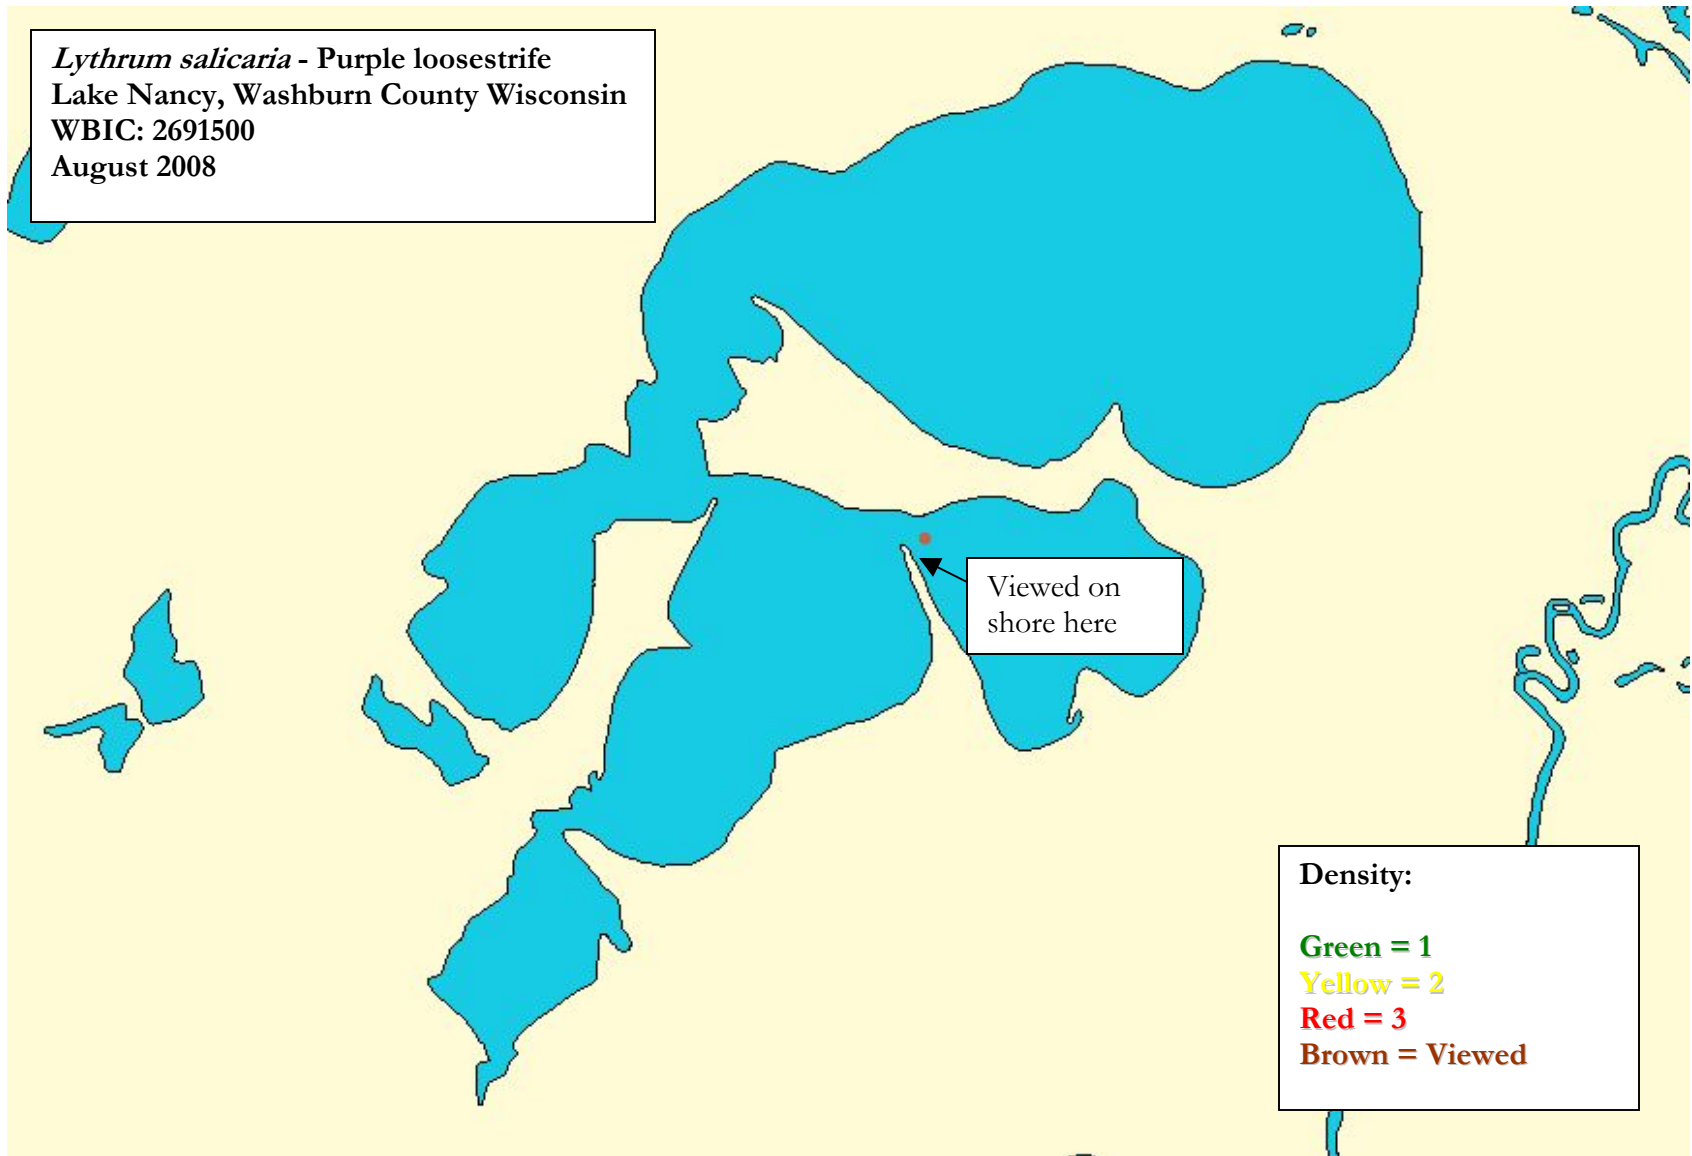 Lythrum salicaria - Purple loosestrife
Lake Nancy, Washburn County Wisconsin
WBIC: 2691500
August 2008
Viewed on
shore here
Density:
Green = 1
Yellow = 2
Red = 3
Brown = Viewed